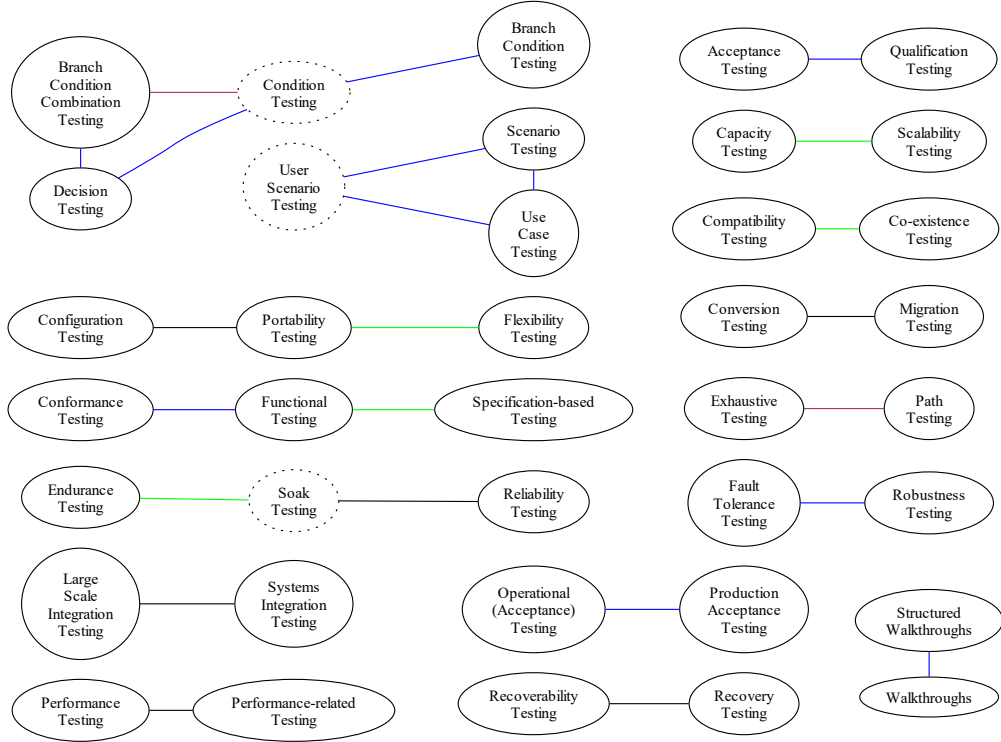 Branch
Condition
Combination
Testing
Condition
Testing
Branch
Condition
Testing
Decision
Testing
User
Scenario
Testing
Scenario
Testing
Use
Case
Testing
Acceptance
Testing
Qualification
Testing
Capacity
Testing
Scalability
Testing
Compatibility
Testing
Co-existence
Testing
Configuration
Testing
Portability
Testing
Flexibility
Testing
Conversion
Testing
Migration
Testing
Conformance
Testing
Functional
Testing
Specification-based
Testing
Exhaustive
Testing
Path
Testing
Endurance
Testing
Soak
Testing
Reliability
Testing
Fault
Tolerance
Testing
Robustness
Testing
Large
Scale
Integration
Testing
Systems
Integration
Testing
Operational
(Acceptance)
Testing
Production
Acceptance
Testing
Structured
Walkthroughs
Walkthroughs
Performance
Testing
Performance-related
Testing
Recoverability
Testing
Recovery
Testing